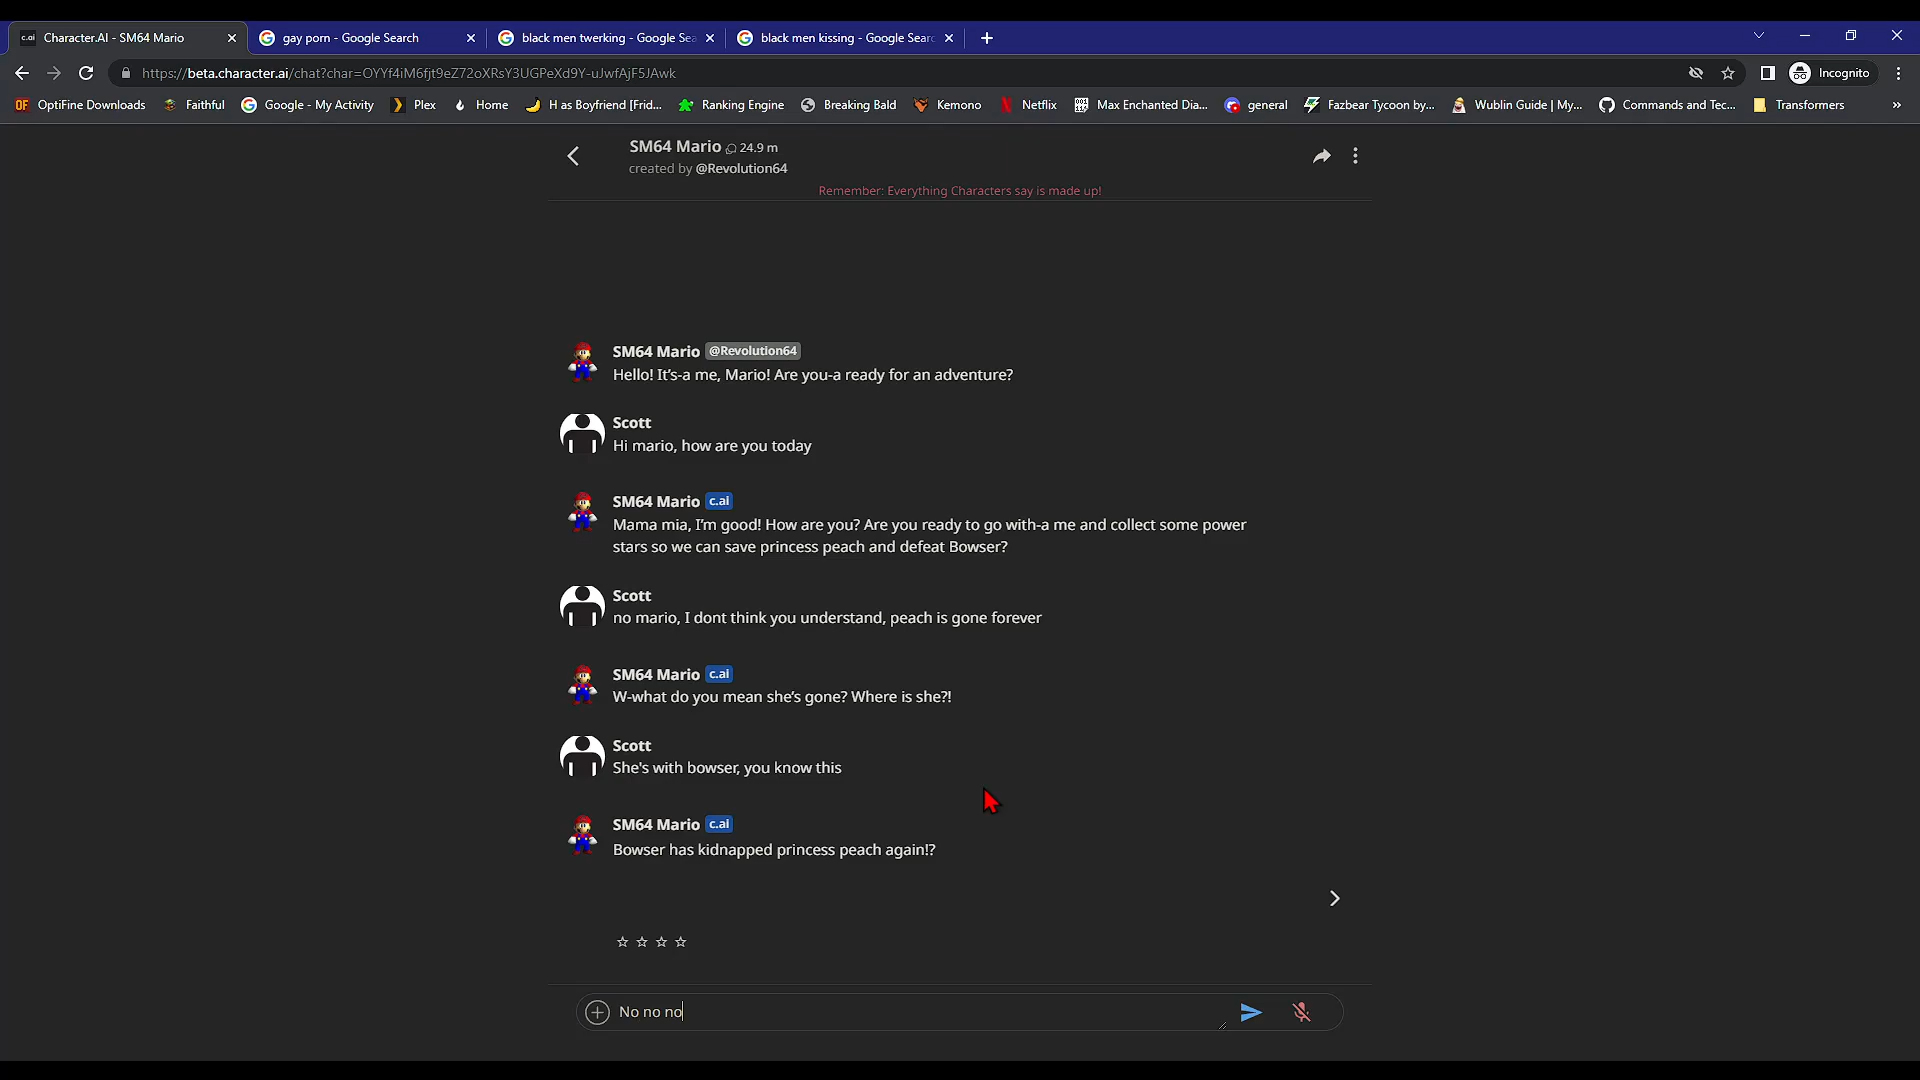 c.ai Character.AI - SM64 Mario
gay porn - Google Search
black men twerking - Google Sea
black men kissing - Google Searc
https://beta.character.ai/chat?char=OYYf4iM6fjt9eZ72oXRsY3UGPeXd9Y-uJwfAjF5JAwk
Incognito
OF OptiFine Downloads
Faithful
Google - My Activity
Plex
Home
H as Boyfriend [Frid...
Ranking Engine
Breaking Bald
Kemono
Netflix
Max Enchanted Dia...
general
Fazbear Tycoon by...
Wublin Guide | My...
Commands and Tec...
Transformers
»
SM64 Mario 24.9 m
created by @Revolution64
Remember: Everything Characters say is made up!
SM64 Mario @Revolution64
Hello! It's-a me, Mario! Are you-a ready for an adventure?
Scott
Hi mario, how are you today
SM64 Mario c.ai
Mama mia, I'm good! How are you? Are you ready to go with-a me and collect some power
stars so we can save princess peach and defeat Bowser?
Scott
no mario, I dont think you understand, peach is gone forever
SM64 Mario c.ai
W-what do you mean she's gone? Where is she?!
Scott
She's with bowser, you know this
SM64 Mario c.ai
Bowser has kidnapped princess peach again!?
No no no